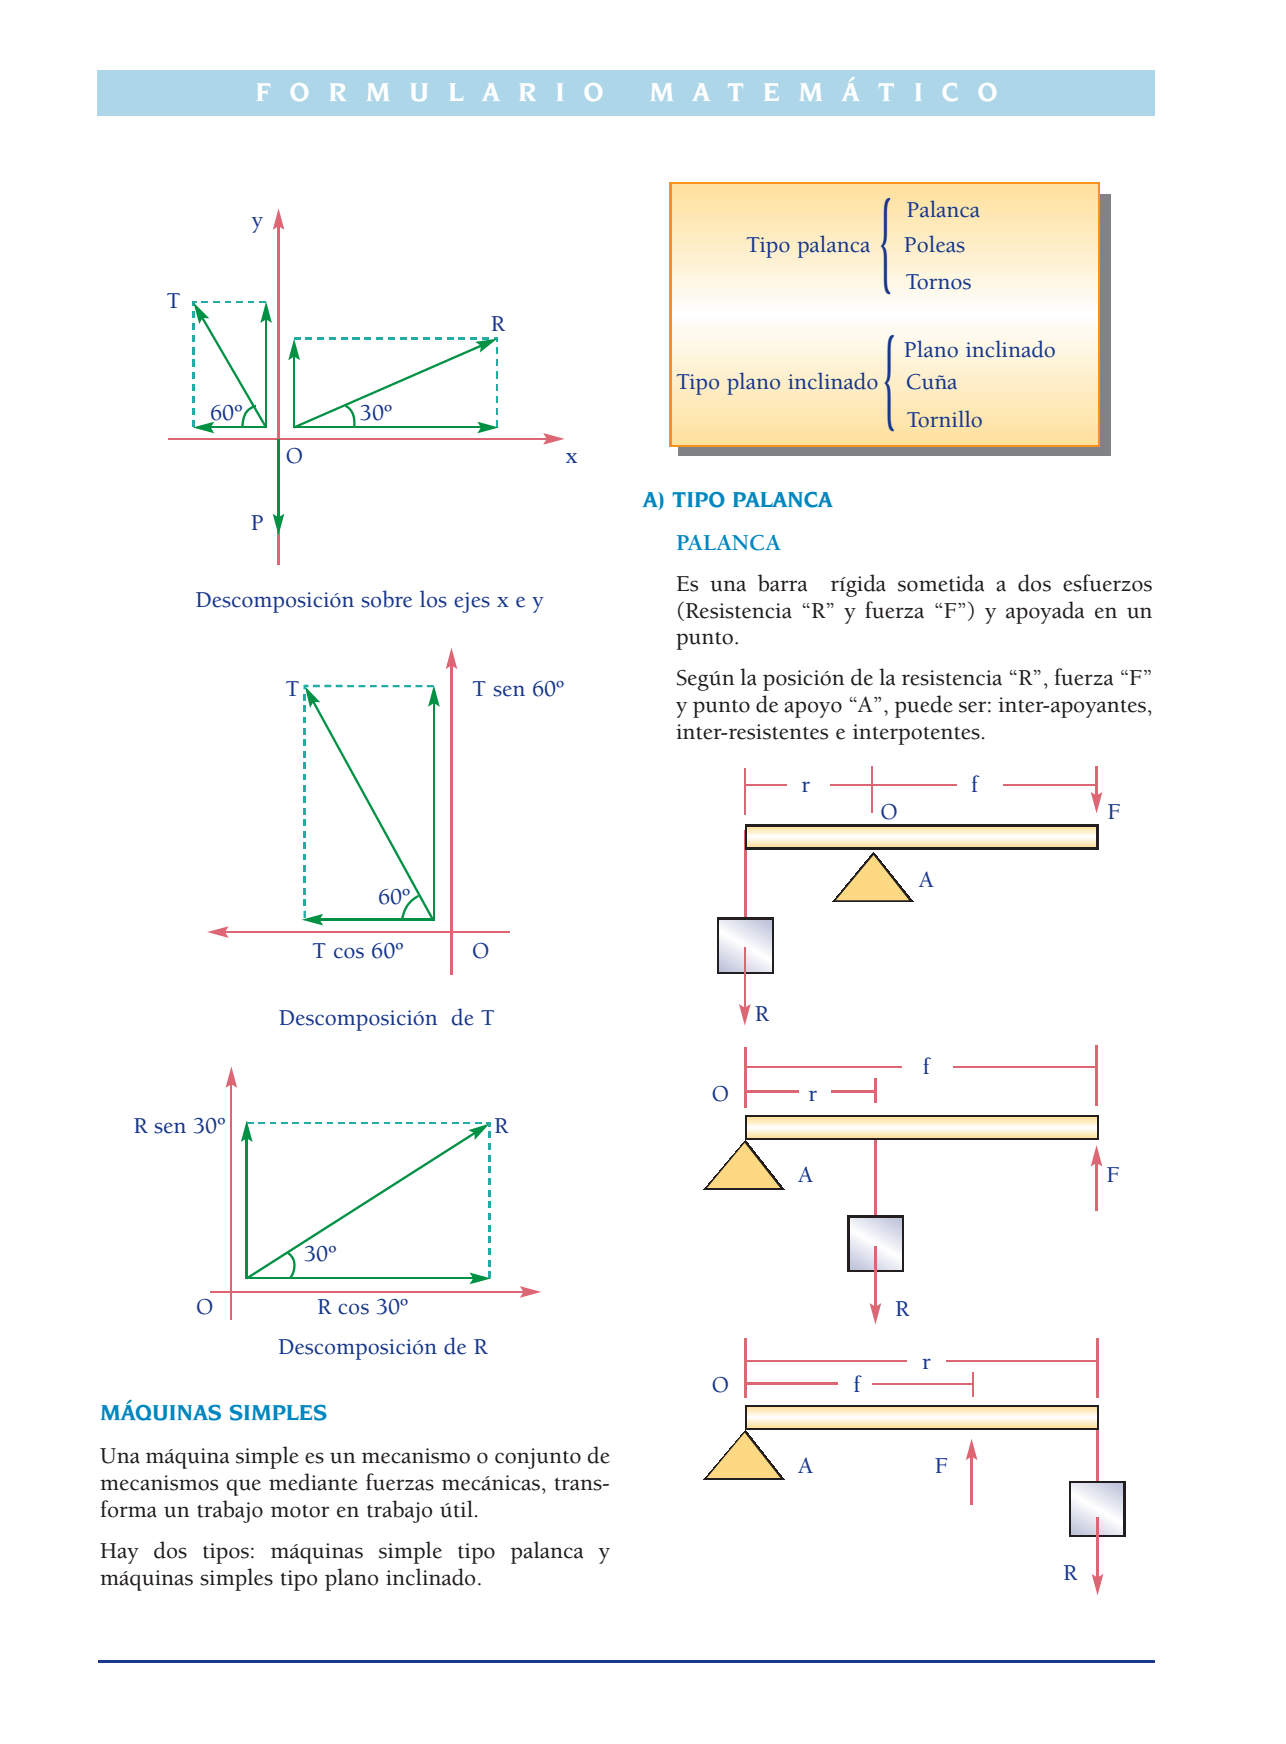 FORMULARIO MATEMÁTICO
y
T
R
60º
30º
O
x
P
Descomposición sobre los ejes x e y
T
T sen 60º
60º
T cos 60º
O
Descomposición de T
R sen 30º
R
30º
O
R cos 30º
Descomposición de R
MÁQUINAS SIMPLES
Una máquina simple es un mecanismo o conjunto de
mecanismos que mediante fuerzas mecánicas, trans-
forma un trabajo motor en trabajo útil.
Hay dos tipos: máquinas simple tipo palanca y
máquinas simples tipo plano inclinado.
Palanca
Tipo palanca
Poleas
Tornos
Plano inclinado
Tipo plano inclinado
Cuña
Tornillo
A) TIPO PALANCA
PALANCA
Es una barra rígida sometida a dos esfuerzos
(Resistencia “R” y fuerza “F”) y apoyada en un
punto.
Según la posición de la resistencia “R”, fuerza “F”
y punto de apoyo “A”, puede ser: inter-apoyantes,
inter-resistentes e interpotentes.
r
f
O
F
A
R
f
O
r
A
F
R
r
O
f
A
F
R